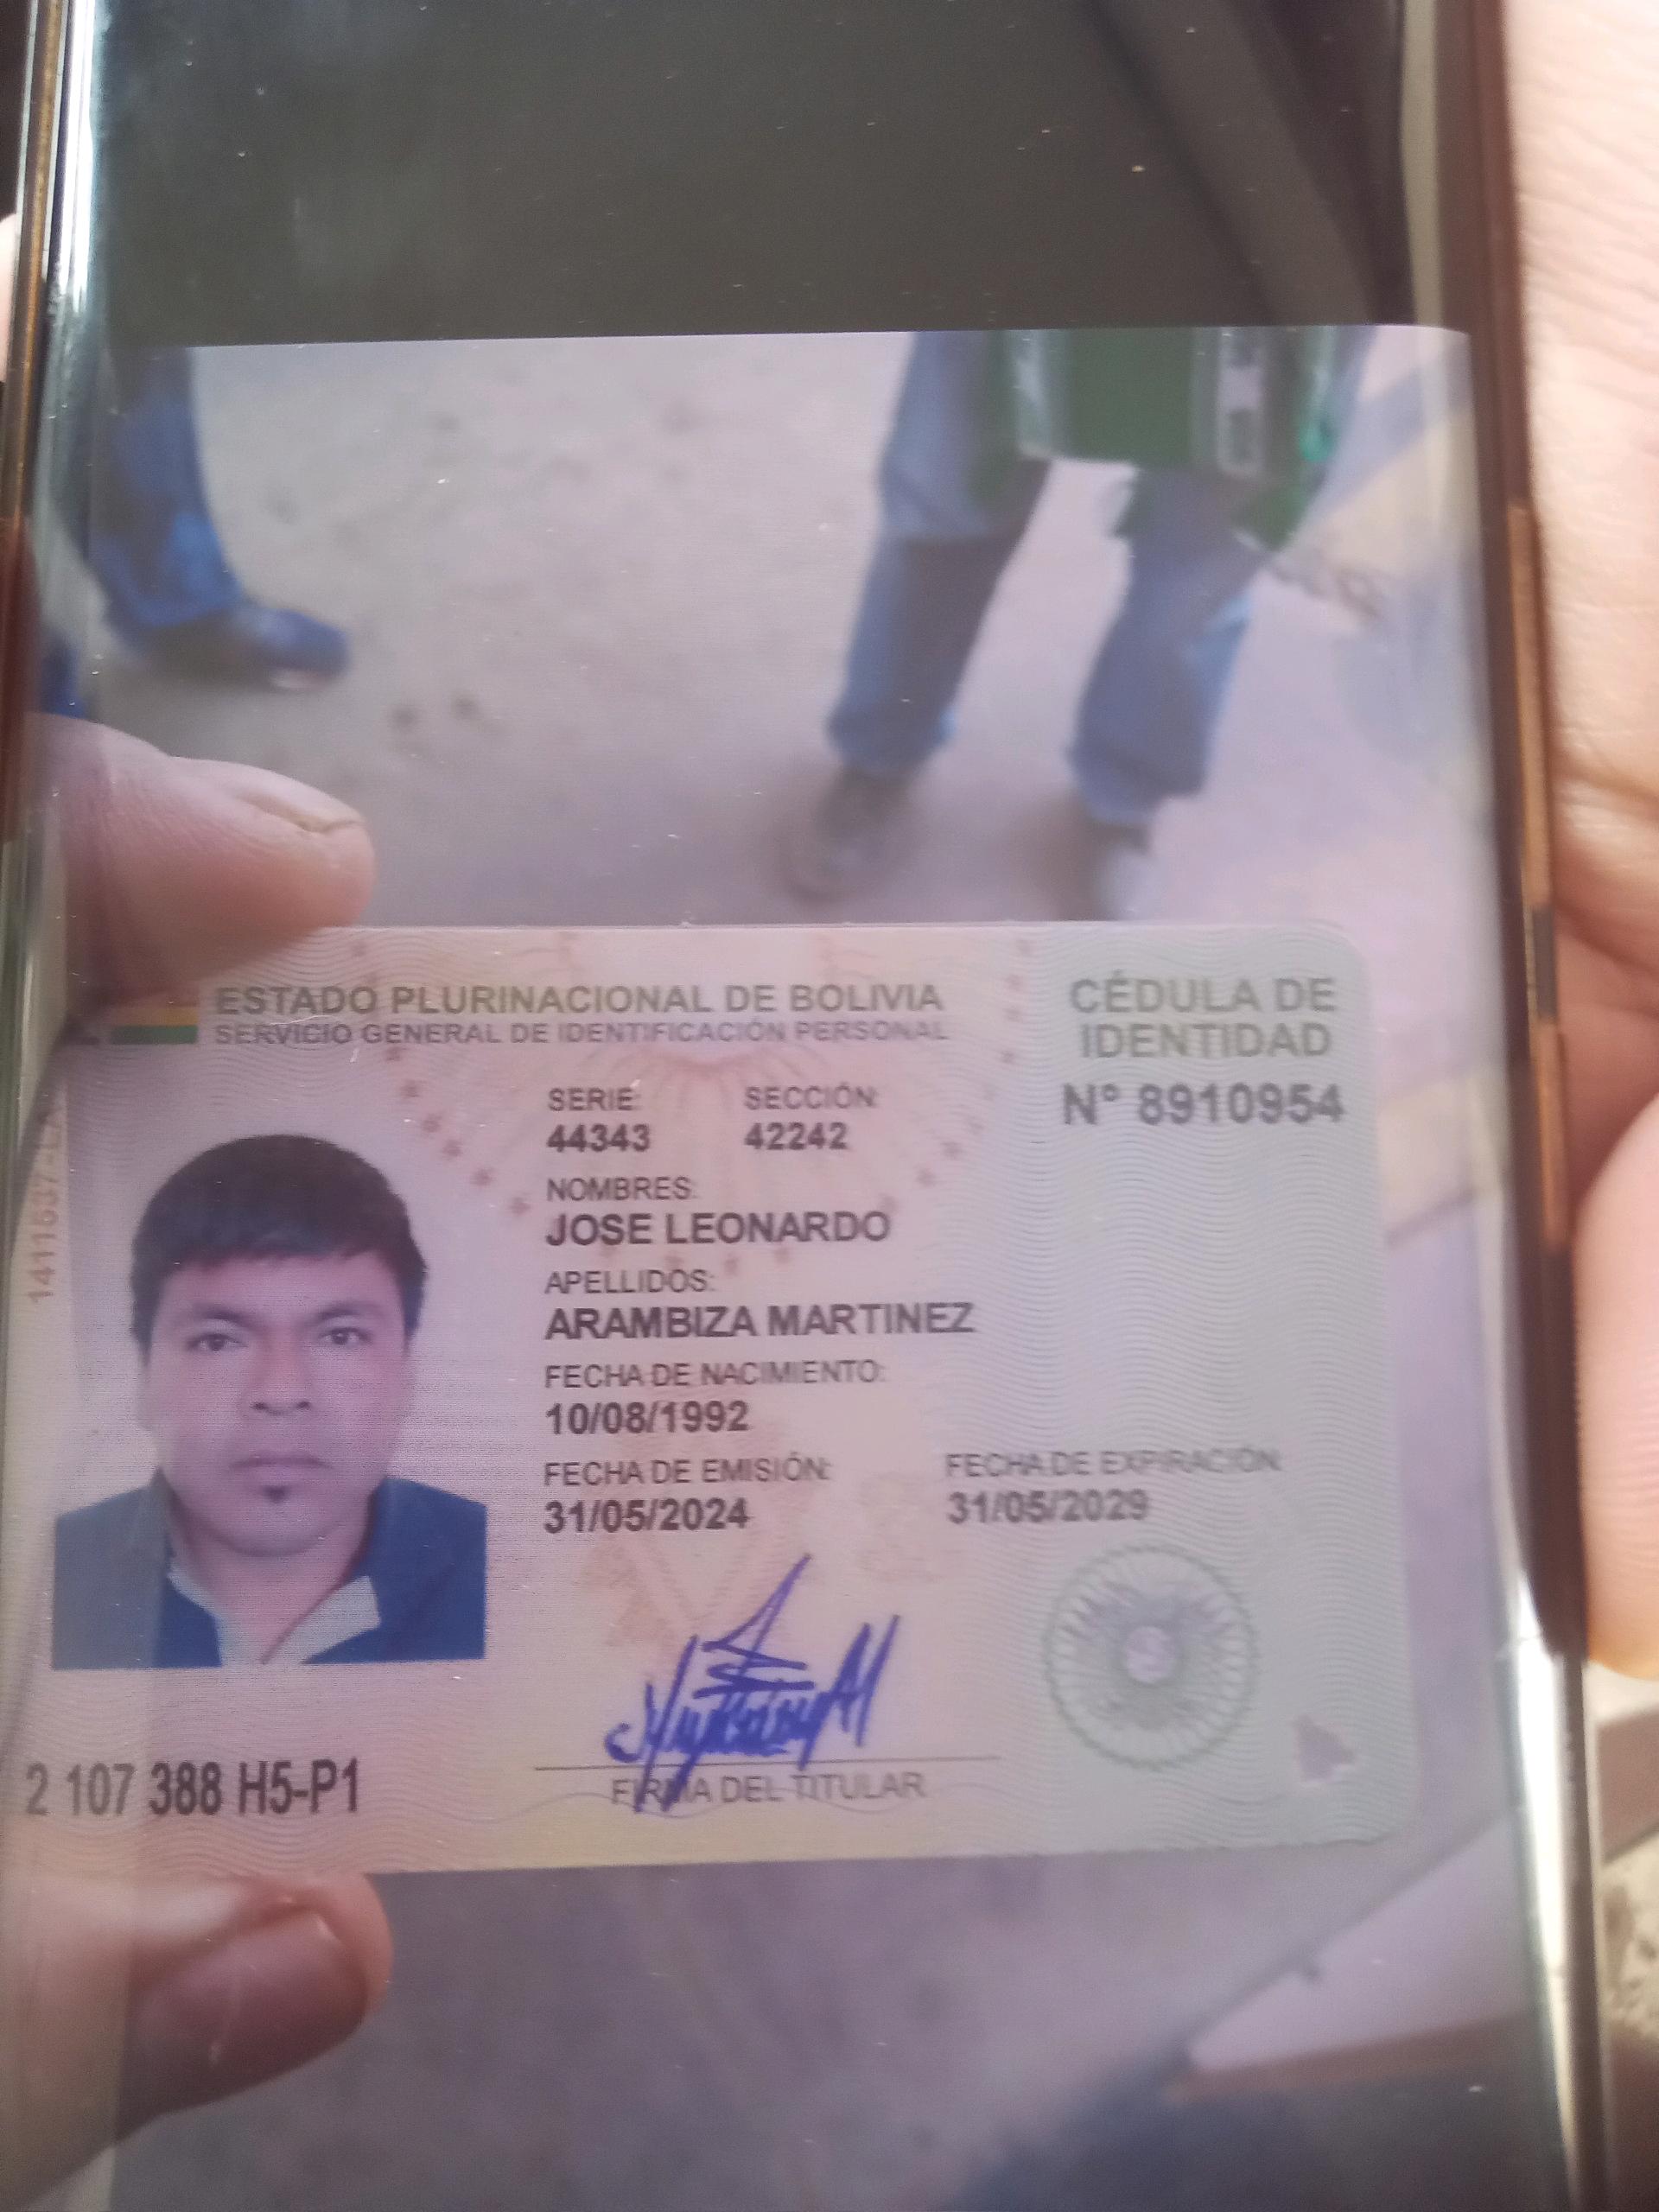 ESTADO PLURINACIONAL DE BOLIVIA
SERVICIO GENERAL DE IDENTIFICACIÓN PERSONAL
CÉDULA DE
IDENTIDAD
N° 8910954
SERIE: SECCIÓN:
44343 42242
NOMBRES:
JOSE LEONARDO
APELLIDOS:
ARAMBIZA MARTINEZ
FECHA DE NACIMIENTO:
10/08/1992
FECHA DE EMISIÓN: FECHA DE EXPIRACIÓN:
31/05/2024 31/05/2029
FIRMA DEL TITULAR
2 107 388 H5-P1